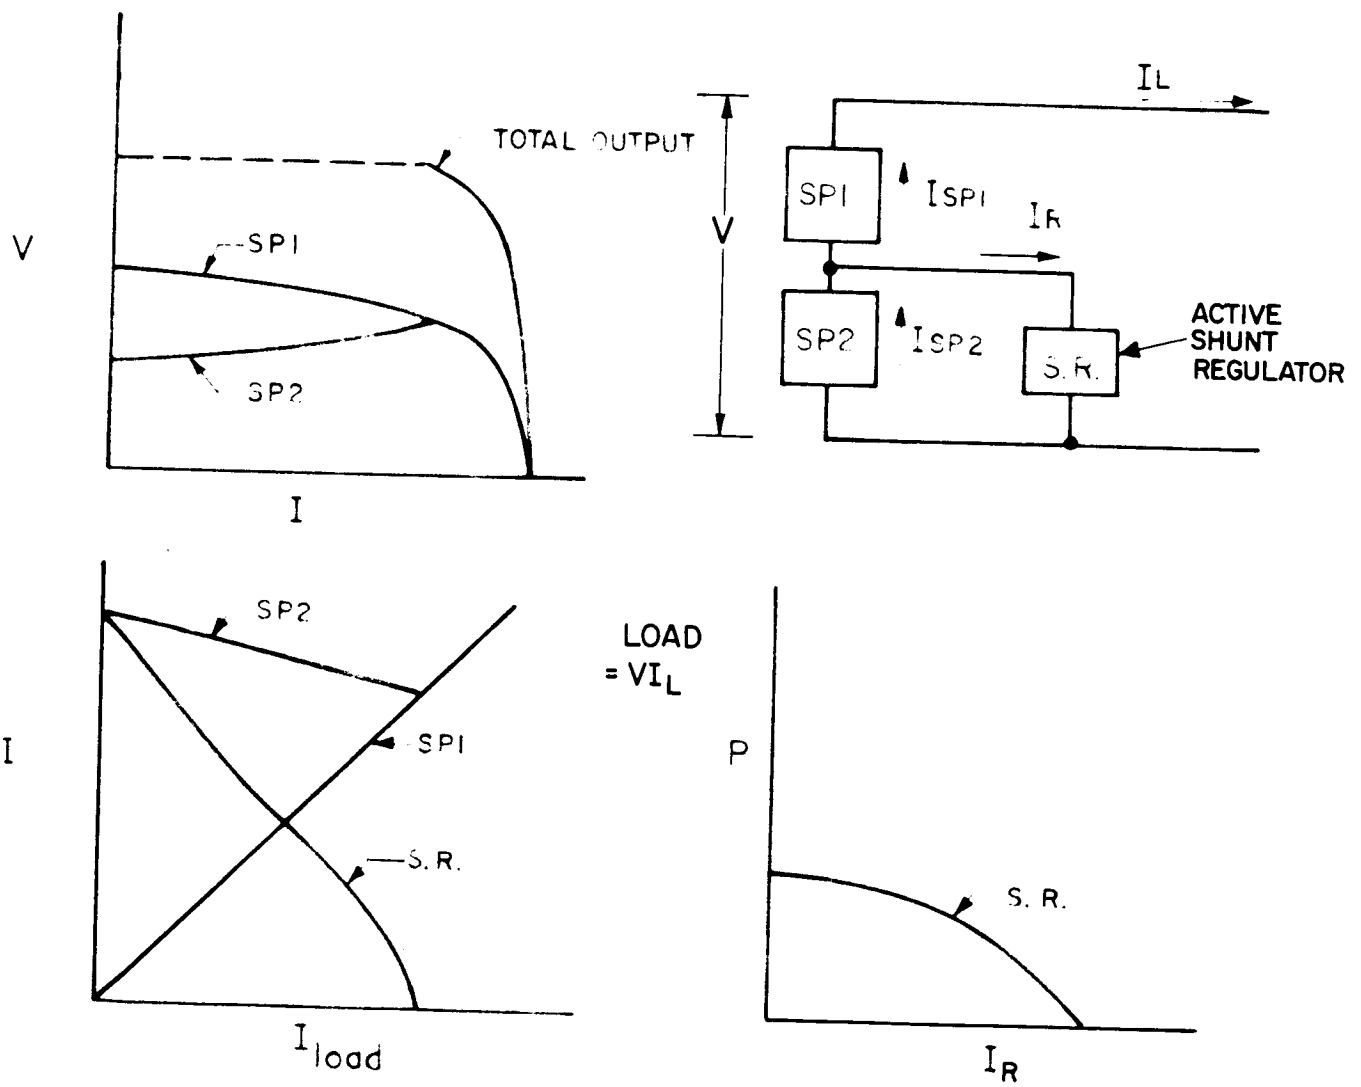 TOTAL OUTPUT
V
SP1
SP2
I
IL
SP1
ISP1
IR
V
SP2
ISP2
S.R.
ACTIVE
SHUNT
REGULATOR
SP2
SP1
S.R.
I
Iload
LOAD
= VIL
P
S.R.
IR